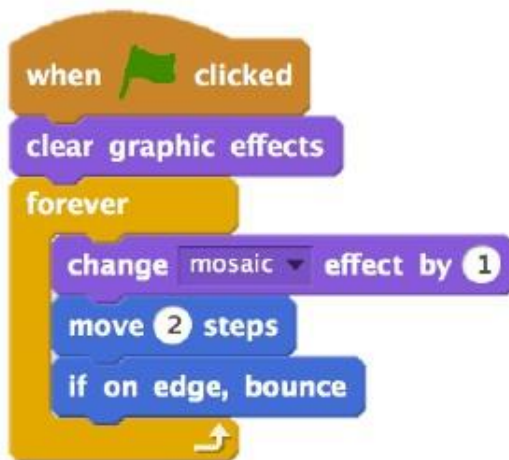 when clicked
clear graphic effects
forever
change mosaic effect by 1
move 2 steps
if on edge, bounce